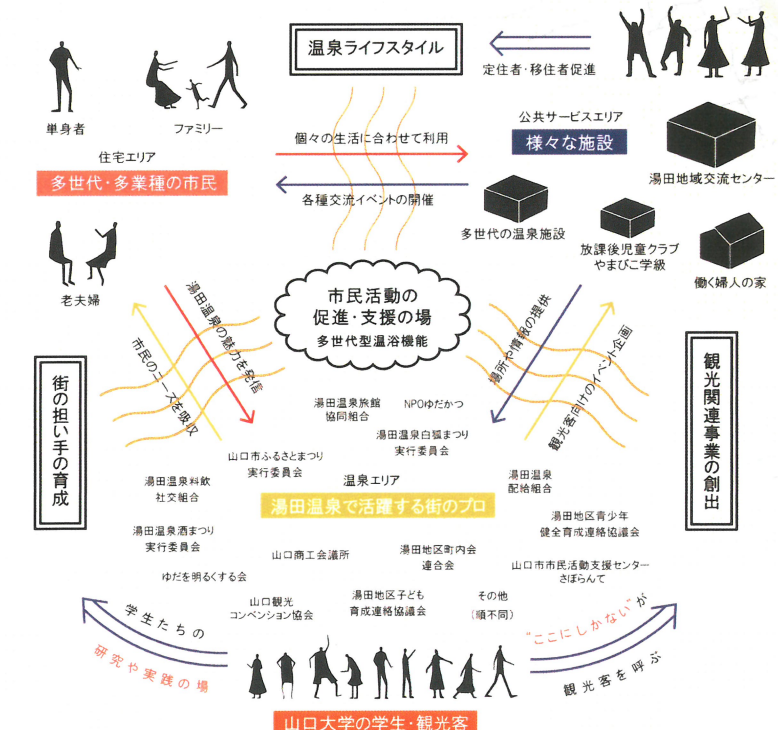 温泉ライフスタイル
定住者・移住者促進
単身者
ファミリー
住宅エリア
多世代・多業種の市民
個々の生活に合わせて利用
各種交流イベントの開催
公共サービスエリア
様々な施設
湯田地域交流センター
多世代の温泉施設
放課後児童クラブ
やまびこ学級
働く婦人の家
老夫婦
市民活動の
促進・支援の場
多世代型温浴機能
湯田温泉の魅力を発信
市民のニーズを吸収
場所や情報の提供
観光客向けのイベント企画
街の担い手の育成
観光関連事業の創出
湯田温泉旅館
協同組合
NPOゆだかつ
湯田温泉白狐まつり
実行委員会
山口市ふるさとまつり
実行委員会
温泉エリア
湯田温泉で活躍する街のプロ
湯田温泉料飲
社交組合
湯田温泉
配給組合
湯田温泉酒まつり
実行委員会
湯田地区青少年
健全育成連絡協議会
山口商工会議所
湯田地区町内会
連合会
山口市市民活動支援センター
さぽらんて
ゆだを明るくする会
山口観光
コンベンション協会
湯田地区子ども
育成連絡協議会
その他
(順不同)
学生たちの
研究や実践の場
"ここにしかない"が
観光客を呼ぶ
山口大学の学生・観光客